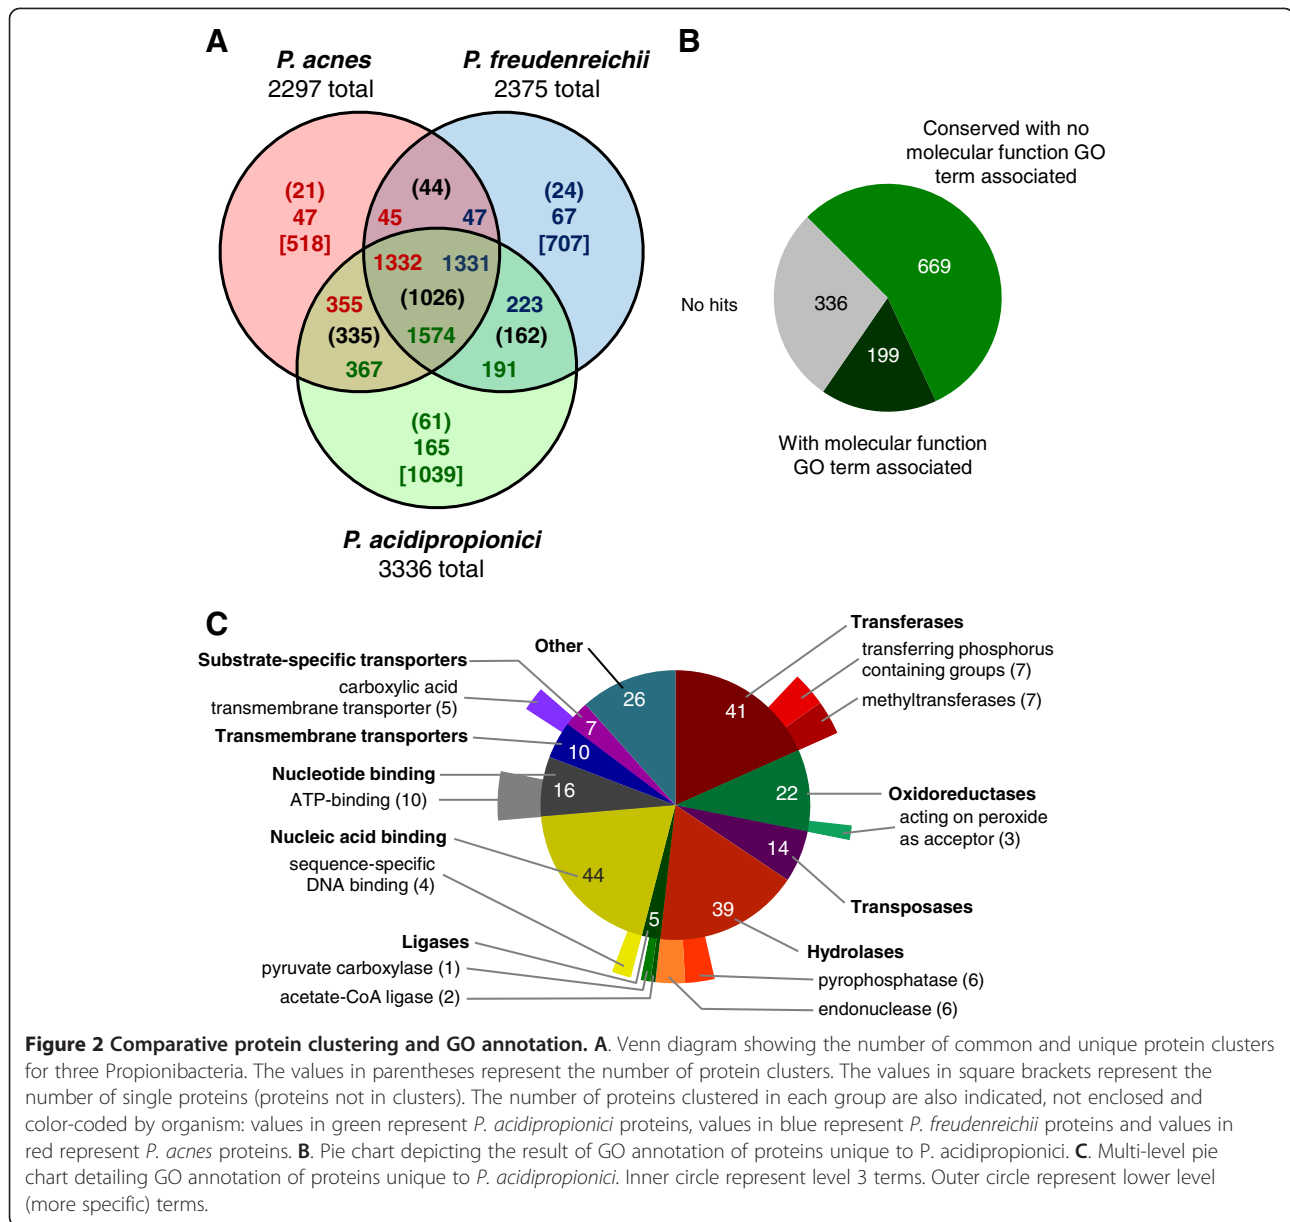 A
P. acnes
2297 total
P. freudenreichii
2375 total
(21)
47
[518]
(44)
45
47
(24)
67
[707]
1332
1331
(1026)
1574
355
(335)
367
223
(162)
191
(61)
165
[1039]
P. acidipropionici
3336 total
B
Conserved with no
molecular function GO
term associated
669
No hits
336
199
With molecular function
GO term associated
C
Transferases
transferring phosphorus
containing groups (7)
methyltransferases (7)
41
Oxidoreductases
acting on peroxide
as acceptor (3)
22
Transposases
14
Hydrolases
pyrophosphatase (6)
endonuclease (6)
39
Other
26
Substrate-specific transporters
carboxylic acid
transmembrane transporter (5)
7
Transmembrane transporters
10
Nucleotide binding
ATP-binding (10)
16
Nucleic acid binding
sequence-specific
DNA binding (4)
44
Ligases
pyruvate carboxylase (1)
acetate-CoA ligase (2)
5
Figure 2 Comparative protein clustering and GO annotation. A. Venn diagram showing the number of common and unique protein clusters
for three Propionibacteria. The values in parentheses represent the number of protein clusters. The values in square brackets represent the
number of single proteins (proteins not in clusters). The number of proteins clustered in each group are also indicated, not enclosed and
color-coded by organism: values in green represent P. acidipropionici proteins, values in blue represent P. freudenreichii proteins and values in
red represent P. acnes proteins. B. Pie chart depicting the result of GO annotation of proteins unique to P. acidipropionici. C. Multi-level pie
chart detailing GO annotation of proteins unique to P. acidipropionici. Inner circle represent level 3 terms. Outer circle represent lower level
(more specific) terms.